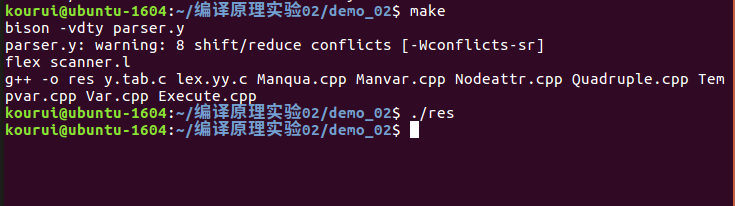 kourui@ubuntu-1604:~/编译原理实验02/demo_02$ make
bison -vdty parser.y
parser.y: warning: 8 shift/reduce conflicts [-Wconflicts-sr]
flex scanner.l
g++ -o res y.tab.c lex.yy.c Manqua.cpp Manvar.cpp Nodeattr.cpp Quadruple.cpp Tem
pvar.cpp Var.cpp Execute.cpp
kourui@ubuntu-1604:~/编译原理实验02/demo_02$ ./res
kourui@ubuntu-1604:~/编译原理实验02/demo_02$